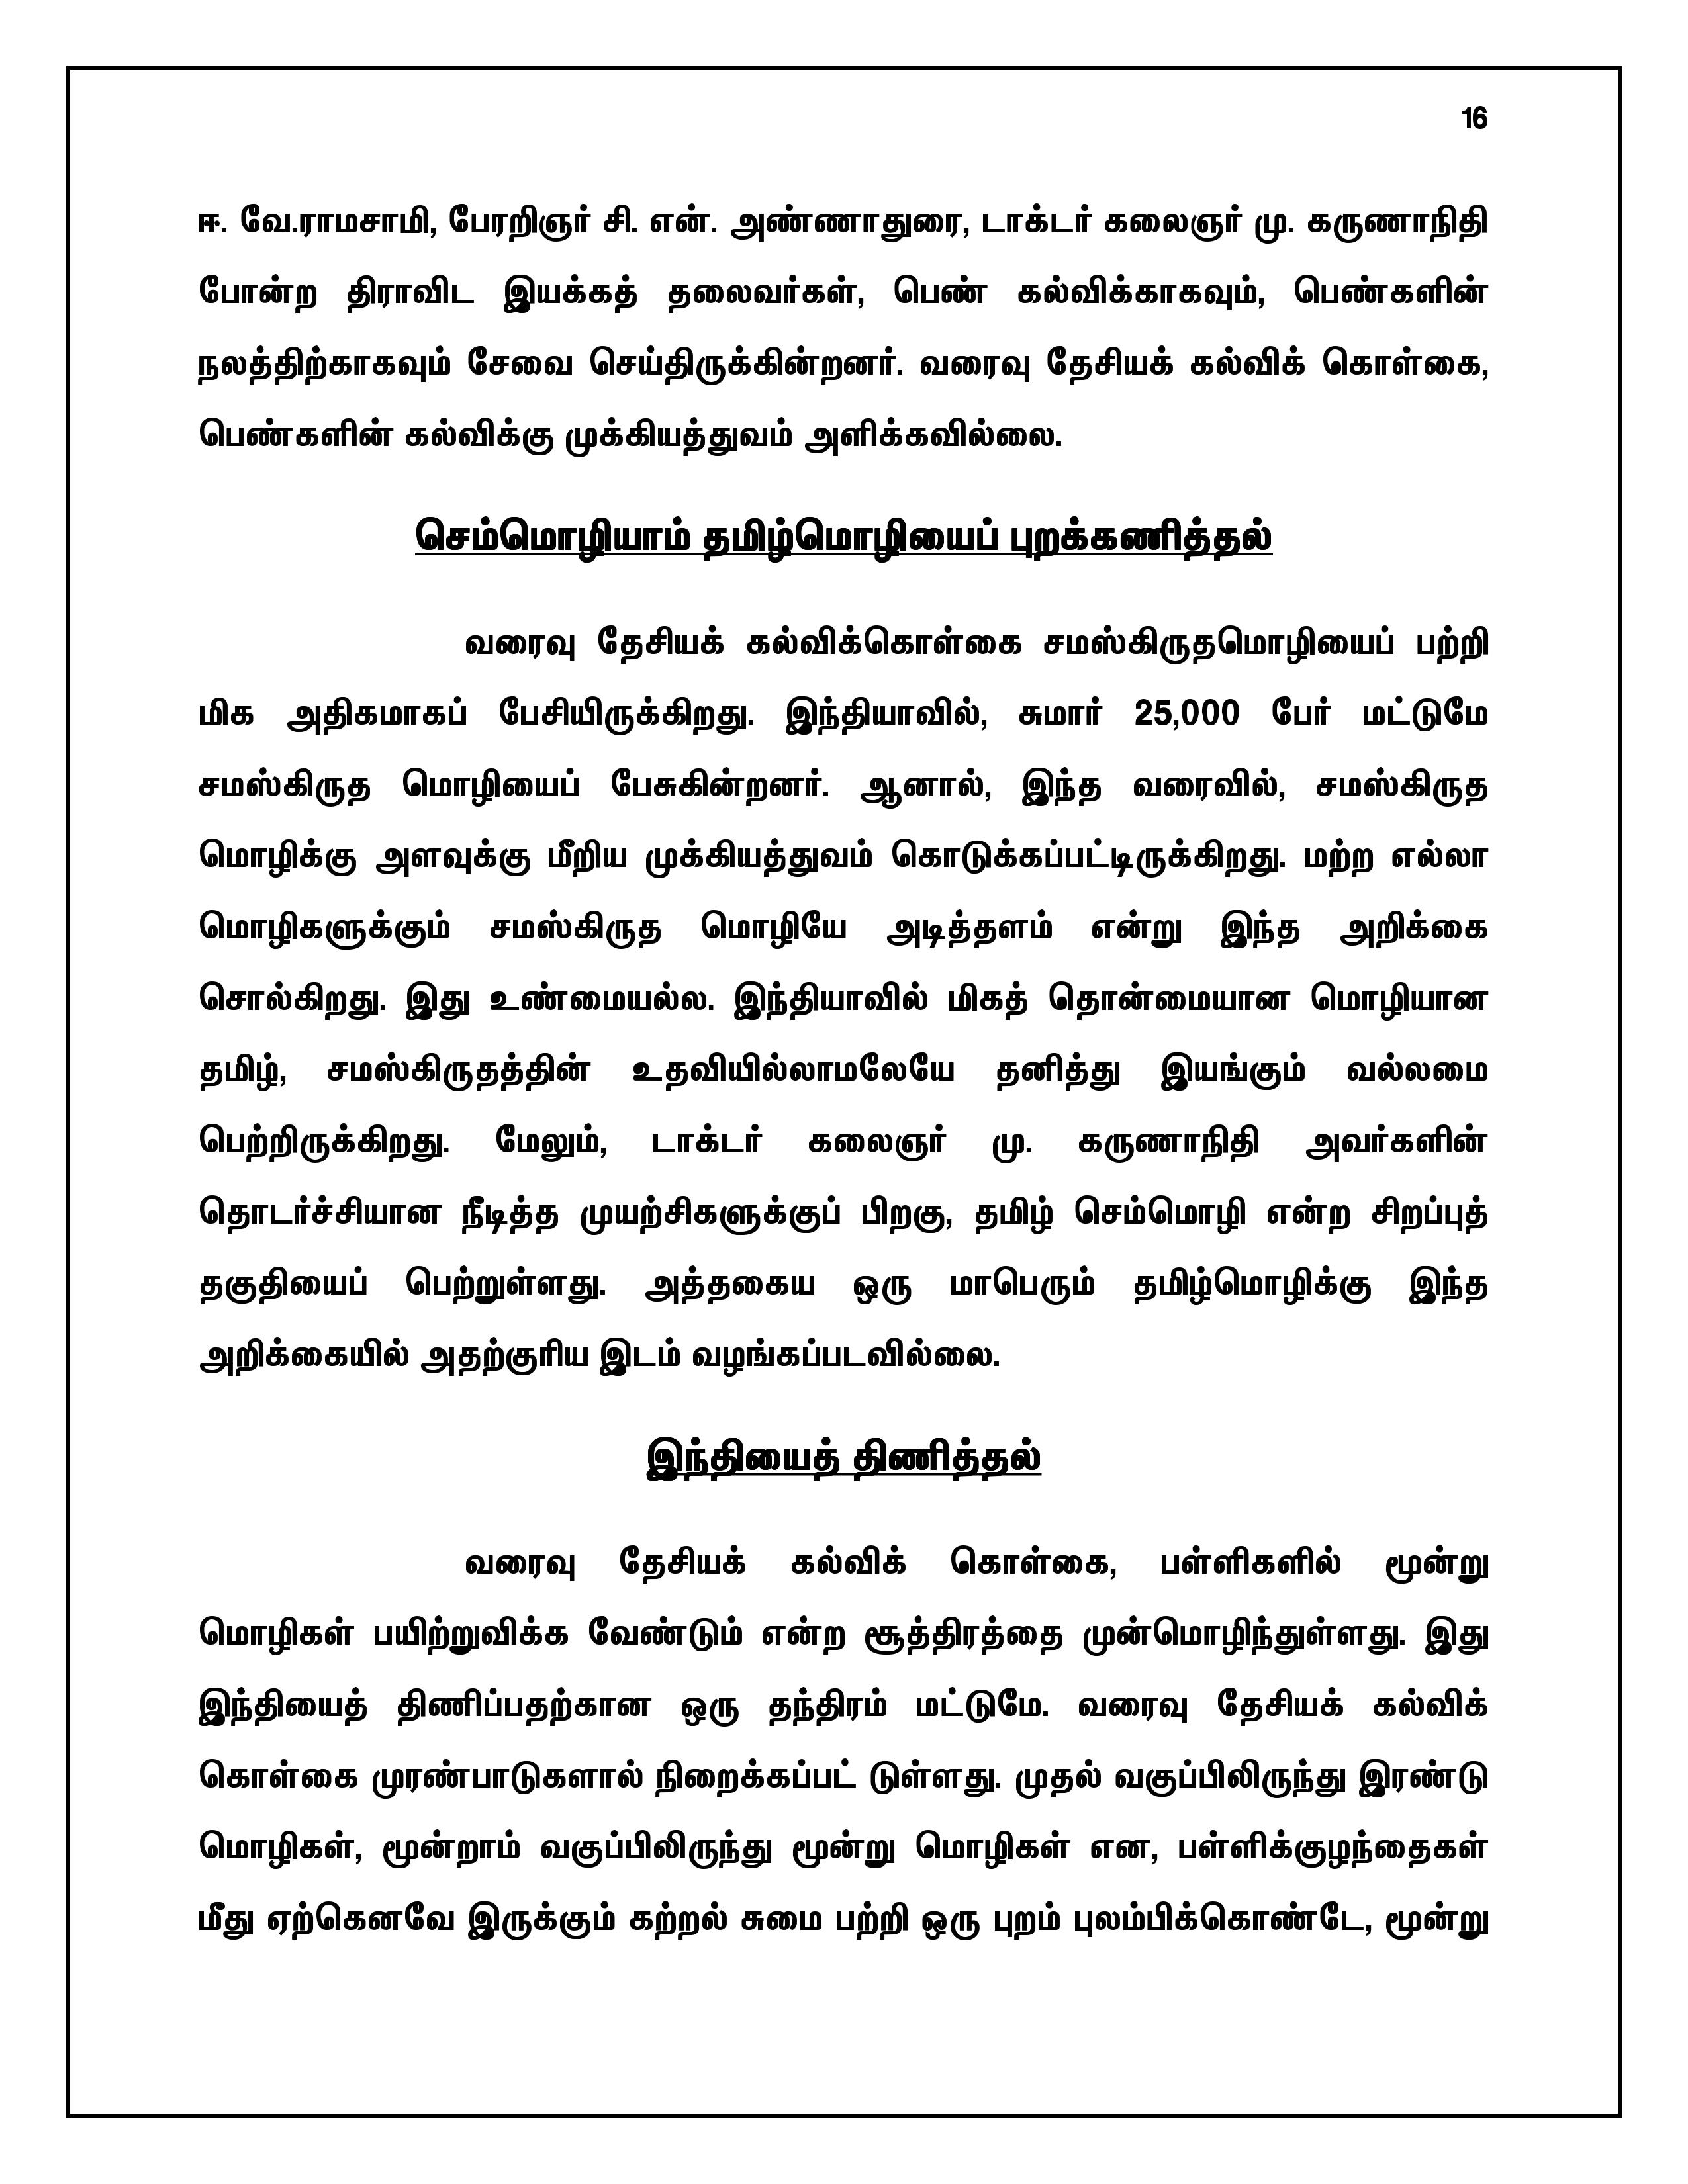 16
ஈ. வே.ராமசாமி, பேரறிஞர் சி. என். அண்ணாதுரை, டாக்டர் கலைஞர் மு. கருணாநிதி
போன்ற திராவிட இயக்கத் தலைவர்கள், பெண் கல்விக்காகவும், பெண்களின்
நலத்திற்காகவும் சேவை செய்திருக்கின்றனர். வரைவு தேசியக் கல்விக் கொள்கை,
பெண்களின் கல்விக்கு முக்கியத்துவம் அளிக்கவில்லை.
செம்மொழியாம் தமிழ்மொழியைப் புறக்கணித்தல்
வரைவு தேசியக் கல்விக்கொள்கை சமஸ்கிருதமொழியைப் பற்றி
மிக அதிகமாகப் பேசியிருக்கிறது. இந்தியாவில், சுமார் 25,000 பேர் மட்டுமே
சமஸ்கிருத மொழியைப் பேசுகின்றனர். ஆனால், இந்த வரைவில், சமஸ்கிருத
மொழிக்கு அளவுக்கு மீறிய முக்கியத்துவம் கொடுக்கப்பட்டிருக்கிறது. மற்ற எல்லா
மொழிகளுக்கும் சமஸ்கிருத மொழியே அடித்தளம் என்று இந்த அறிக்கை
சொல்கிறது. இது உண்மையல்ல. இந்தியாவில் மிகத் தொன்மையான மொழியான
தமிழ், சமஸ்கிருதத்தின் உதவியில்லாமலேயே தனித்து இயங்கும் வல்லமை
பெற்றிருக்கிறது. மேலும், டாக்டர் கலைஞர் மு. கருணாநிதி அவர்களின்
தொடர்ச்சியான நீடித்த முயற்சிகளுக்குப் பிறகு, தமிழ் செம்மொழி என்ற சிறப்புத்
தகுதியைப் பெற்றுள்ளது. அத்தகைய ஒரு மாபெரும் தமிழ்மொழிக்கு இந்த
அறிக்கையில் அதற்குரிய இடம் வழங்கப்படவில்லை.
இந்தியைத் திணித்தல்
வரைவு தேசியக் கல்விக் கொள்கை, பள்ளிகளில் மூன்று
மொழிகள் பயிற்றுவிக்க வேண்டும் என்ற சூத்திரத்தை முன்மொழிந்துள்ளது. இது
இந்தியைத் திணிப்பதற்கான ஒரு தந்திரம் மட்டுமே. வரைவு தேசியக் கல்விக்
கொள்கை முரண்பாடுகளால் நிறைக்கப்பட் டுள்ளது. முதல் வகுப்பிலிருந்து இரண்டு
மொழிகள், மூன்றாம் வகுப்பிலிருந்து மூன்று மொழிகள் என, பள்ளிக்குழந்தைகள்
மீது ஏற்கெனவே இருக்கும் கற்றல் சுமை பற்றி ஒரு புறம் புலம்பிக்கொண்டே, மூன்று